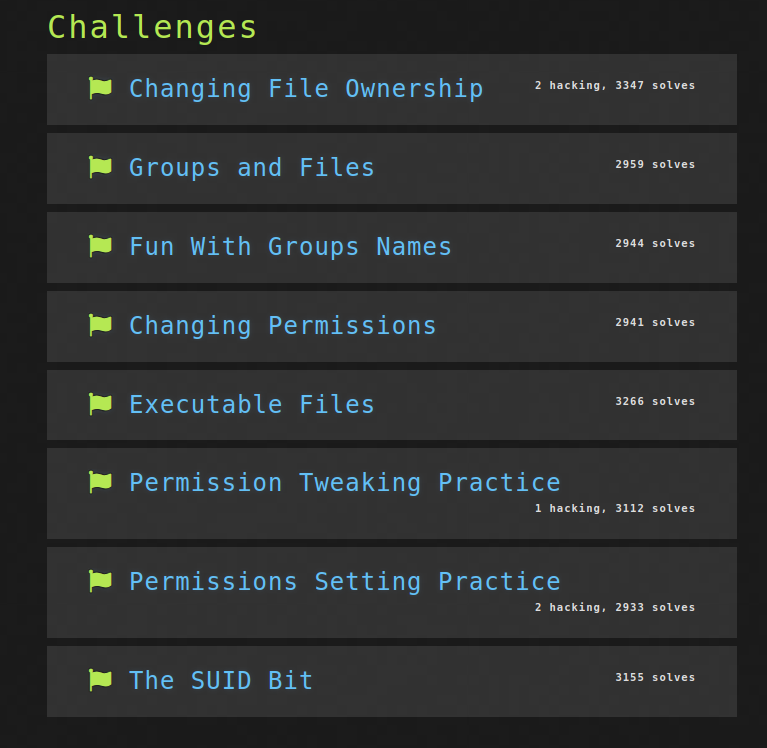 Challenges
Changing File Ownership 2 hacking, 3347 solves
Groups and Files 2959 solves
Fun With Groups Names 2944 solves
Changing Permissions 2941 solves
Executable Files 3266 solves
Permission Tweaking Practice
1 hacking, 3112 solves
Permissions Setting Practice
2 hacking, 2933 solves
The SUID Bit 3155 solves